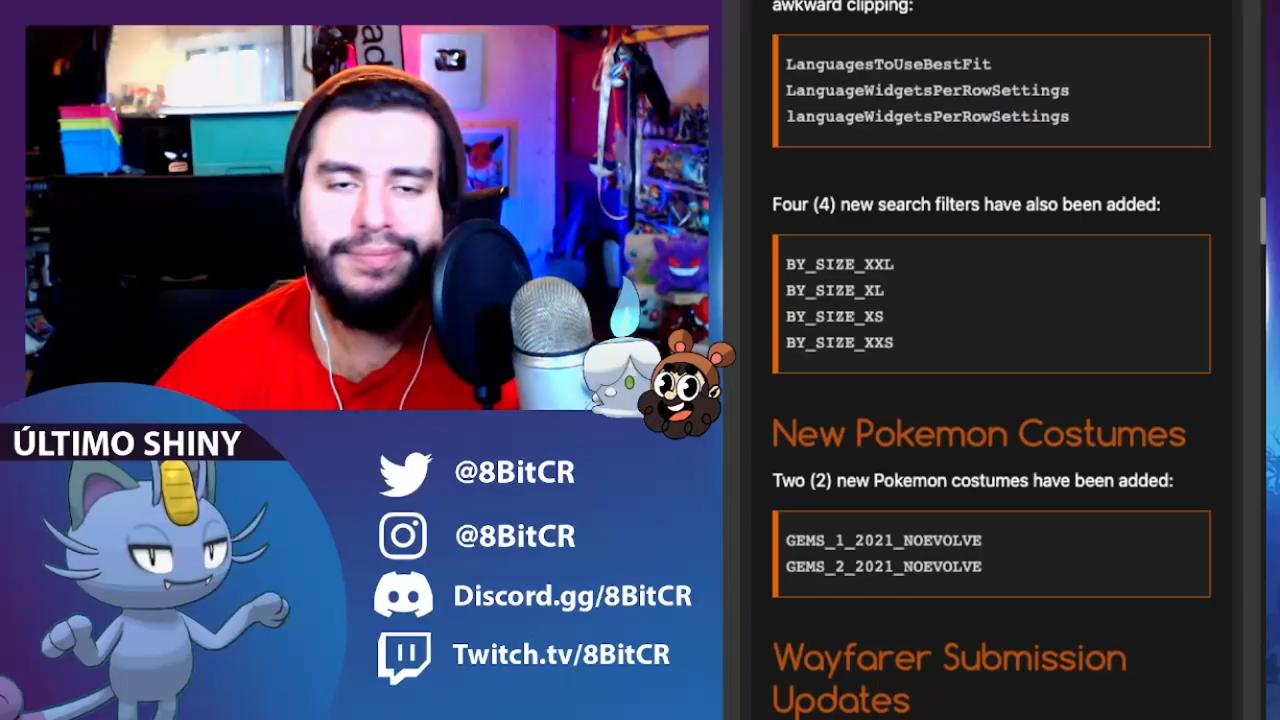 ad
ÚLTIMO SHINY
@8BitCR
@8BitCR
Discord.gg/8BitCR
Twitch.tv/8BitCR
awkward clipping:
LanguagesToUseBestFit
LanguageWidgetsPerRowSettings
languageWidgetsPerRowSettings
Four (4) new search filters have also been added:
BY_SIZE_XXL
BY_SIZE_XL
BY_SIZE_XS
BY_SIZE_XXS
New Pokemon Costumes
Two (2) new Pokemon costumes have been added:
GEMS_1_2021_NOEVOLVE
GEMS_2_2021_NOEVOLVE
Wayfarer Submission
Updates